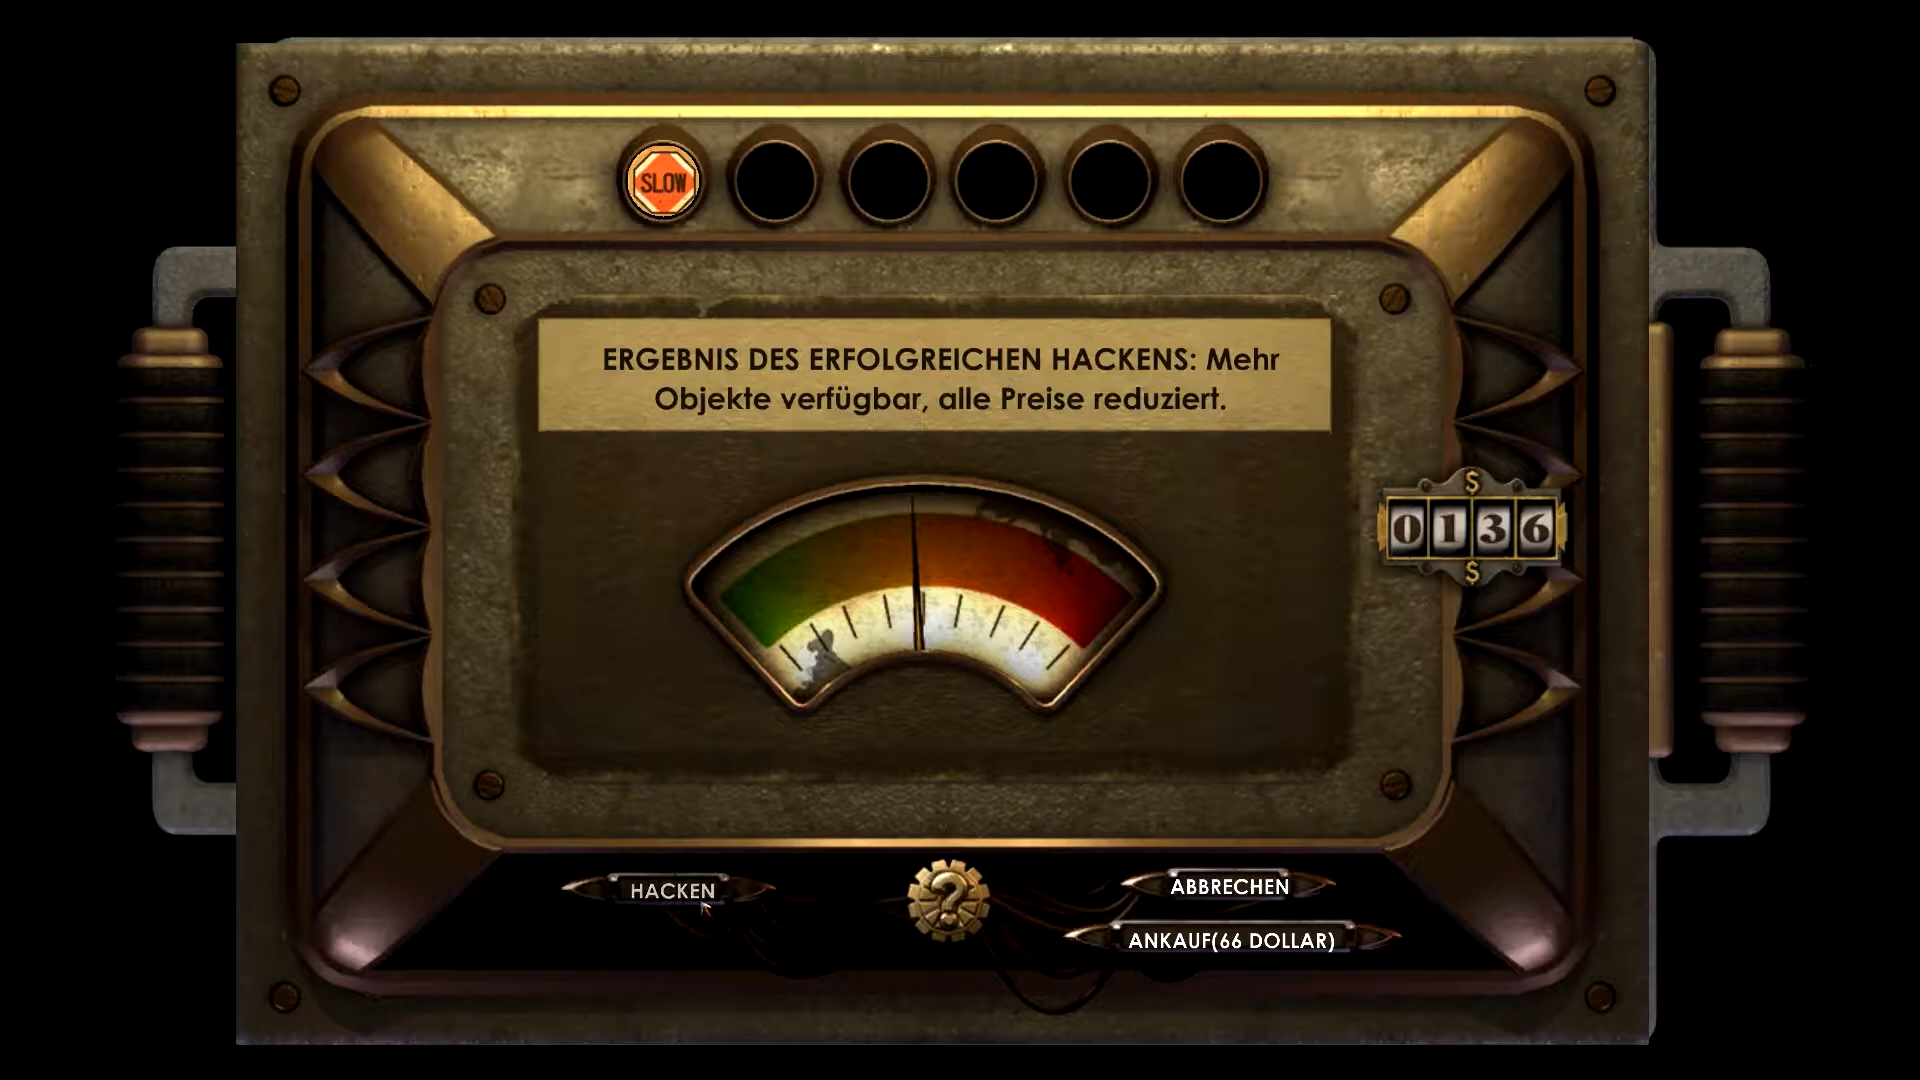 SLOW
ERGEBNIS DES ERFOLGREICHEN HACKENS: Mehr
Objekte verfügbar, alle Preise reduziert.
$
0136
$
HACKEN
?
ABBRECHEN
ANKAUF(66 DOLLAR)